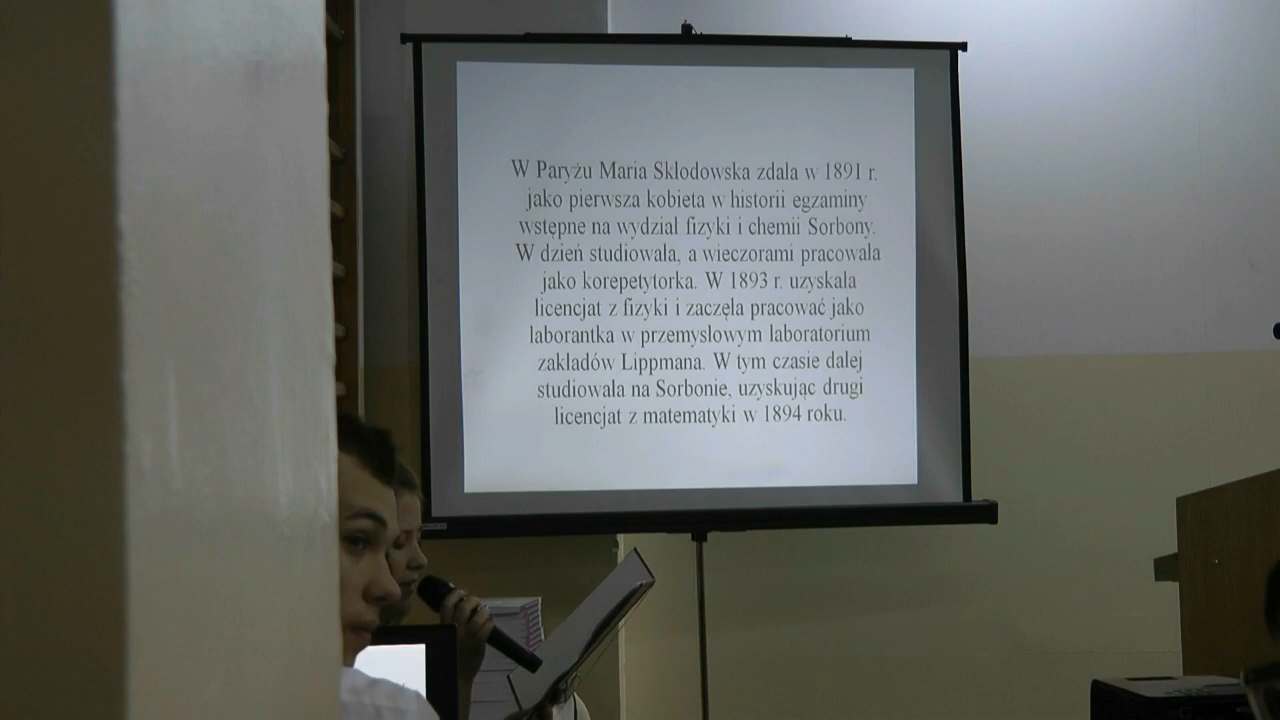 W Paryżu Maria Skłodowska zdała w 1891 r.
jako pierwsza kobieta w historii egzaminy
wstępne na wydział fizyki i chemii Sorbony.
W dzień studiowała, a wieczorami pracowała
jako korepetytorka. W 1893 r. uzyskała
licencjat z fizyki i zaczęła pracować jako
laborantka w przemysłowym laboratorium
zakładów Lippmana. W tym czasie dalej
studiowała na Sorbonie, uzyskując drugi
licencjat z matematyki w 1894 roku.